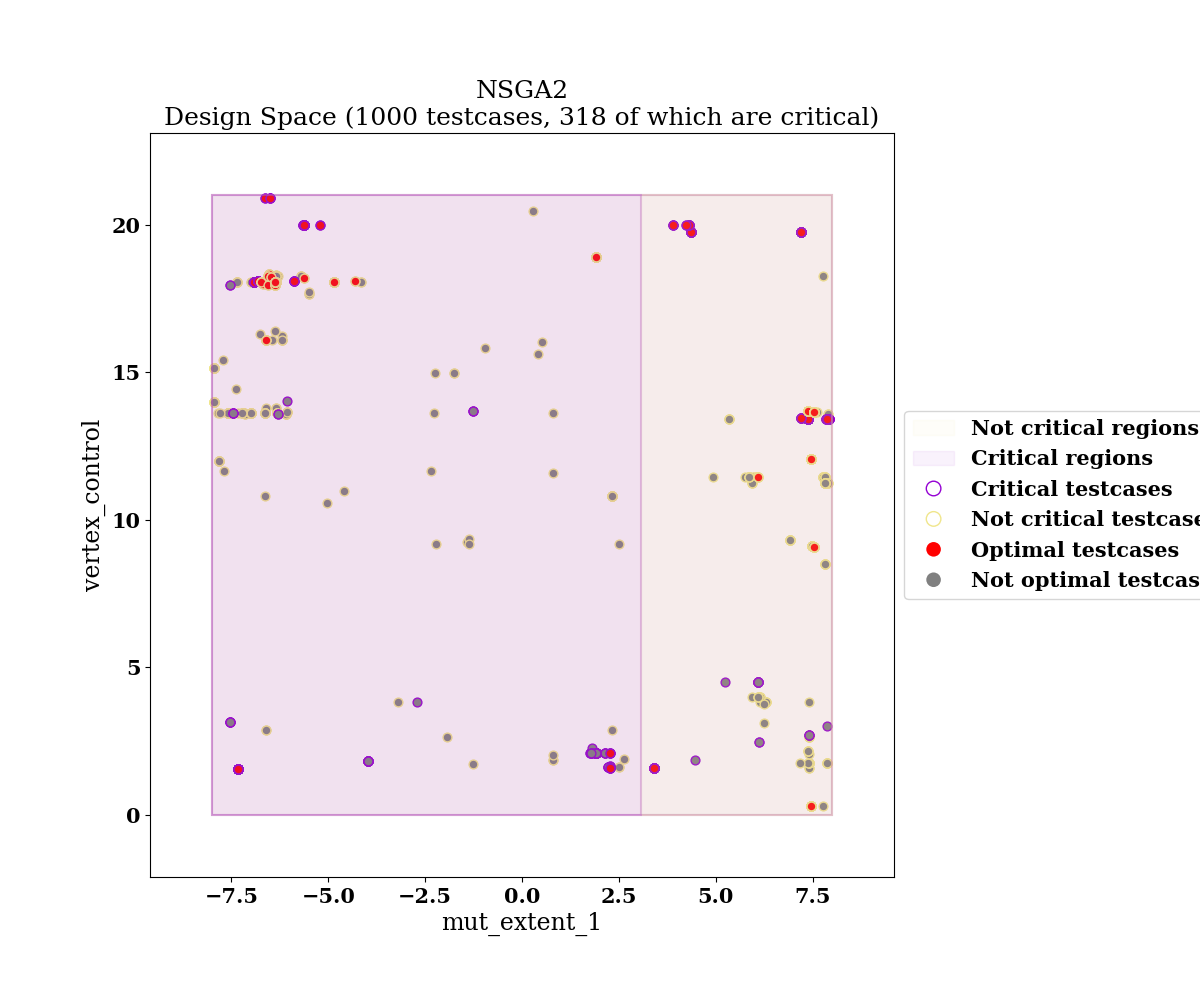 NSGA2
Design Space (1000 testcases, 318 of which are critical)
vertex_control
20
15
10
5
0
−7.5
−5.0
−2.5
0.0
2.5
5.0
7.5
mut_extent_1
Not critical regions
Critical regions
Critical testcases
Not critical testcase
Optimal testcases
Not optimal testcas